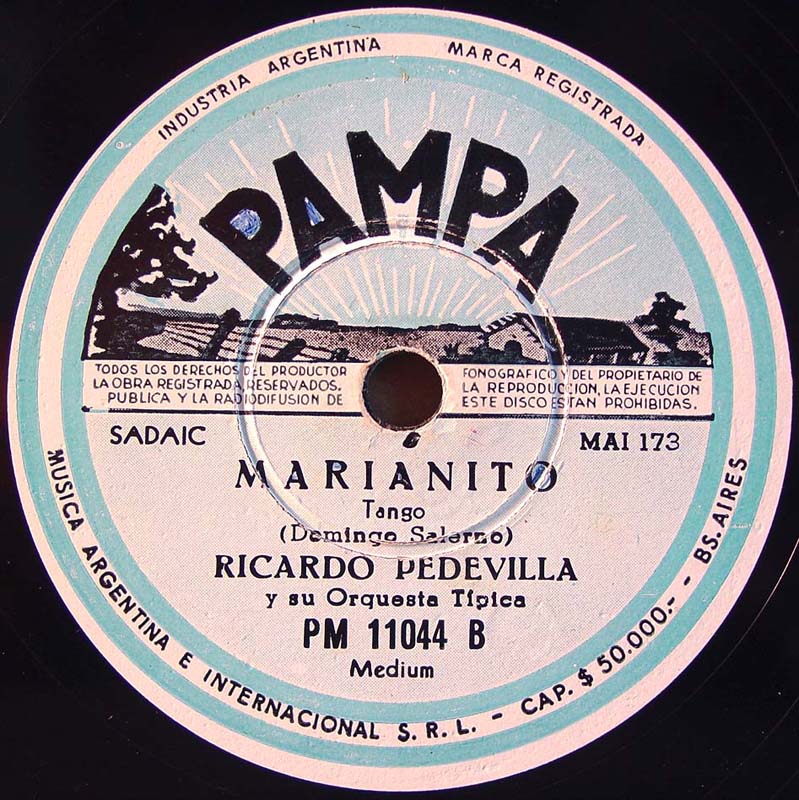 INDUSTRIA ARGENTINA
MARCA REGISTRADA
PAMPA
TODOS LOS DERECHOS DEL PRODUCTOR
LA OBRA REGISTRADA, RESERVADOS.
PUBLICA Y LA RADIODIFUSION DE
FONOGRAFICO Y DEL PROPIETARIO DE
LA REPRODUCCION, LA EJECUCION
ESTE DISCO ESTAN PROHIBIDAS.
SADAIC
MAI 173
MARIANITO
Tango
(Domingo Salerno)
RICARDO PEDEVILLA
y su Orquesta Típica
PM 11044 B
Medium
MUSICA ARGENTINA E INTERNACIONAL S.R.L. - CAP. $ 50.000.- - BS. AIRES